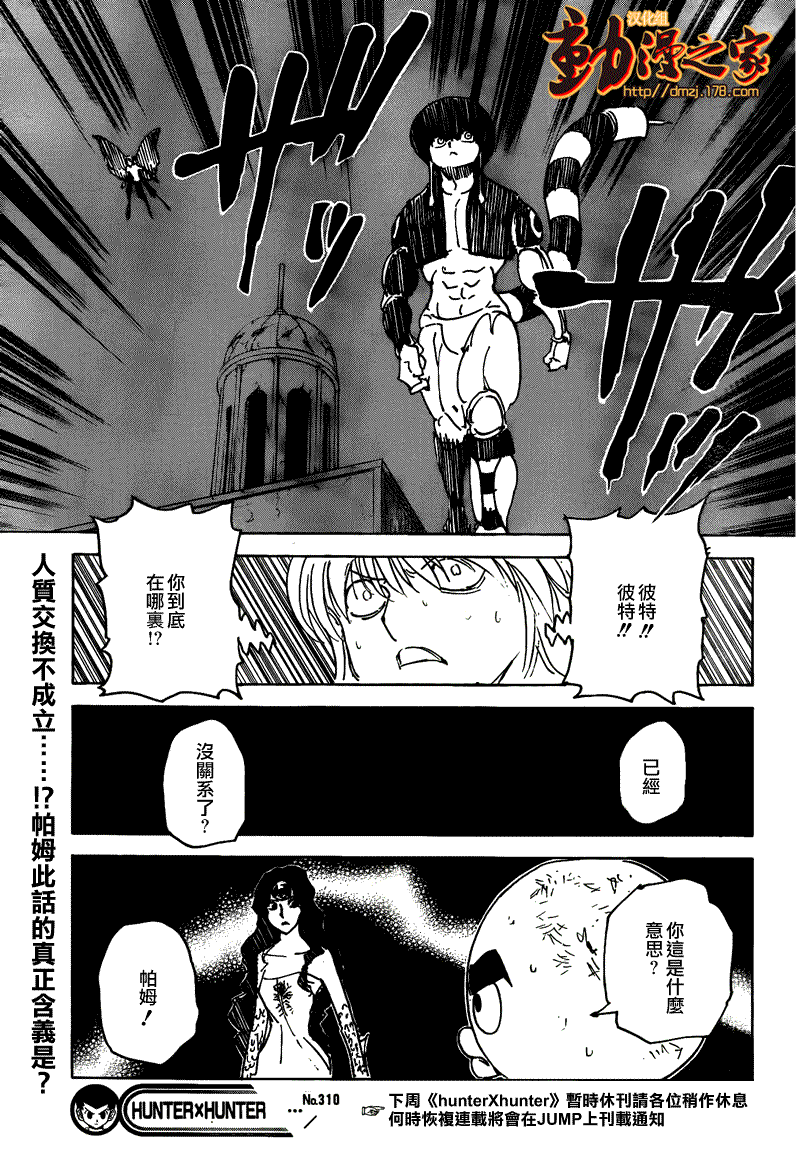 汉化组
動漫之家
http://dmzj.178.com
ザッ
ザッ
彼特!!
彼特!!
你到底
在哪裏!?
已經
沒關系了?
你這是什麼
意思?
帕姆!
人質交換不成立……!?帕姆此話的真正含義是?
HUNTER×HUNTER
…
No.310
☞下周《hunterXhunter》暫時休刊請各位稍作休息
何時恢複連載將會在JUMP上刊載通知